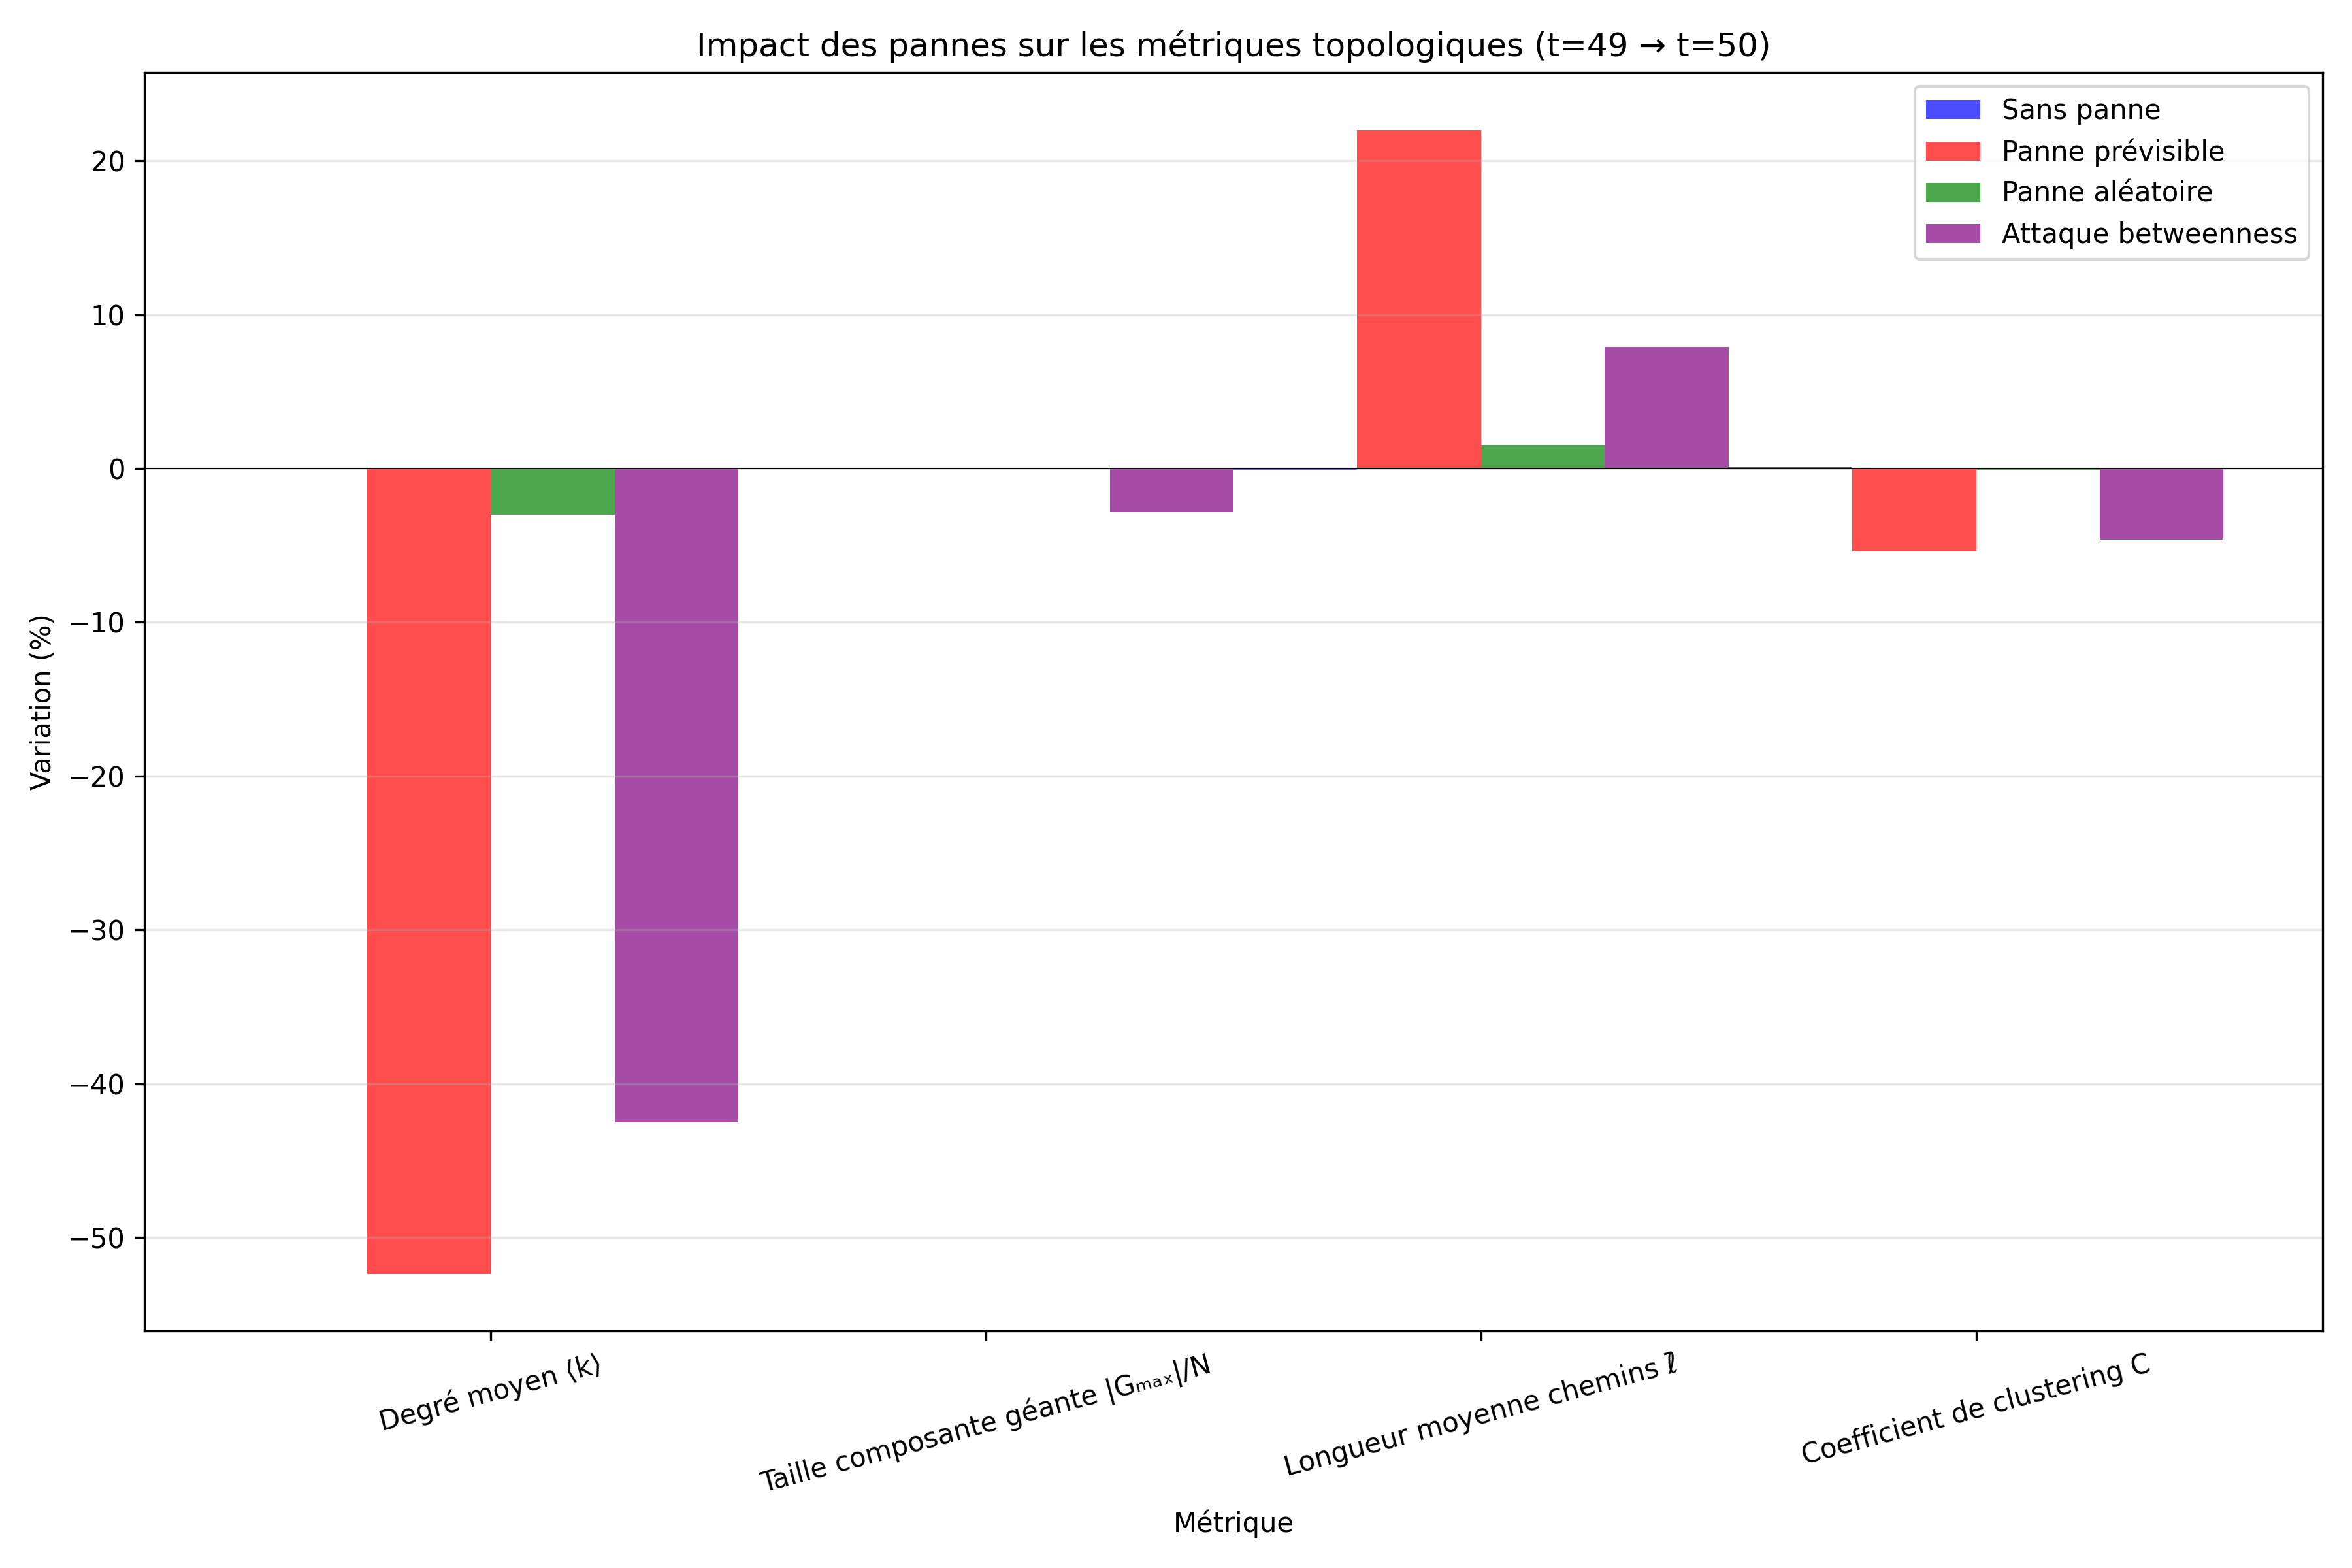 Impact des pannes sur les métriques topologiques (t=49 → t=50)
Sans panne
Panne prévisible
Panne aléatoire
Attaque betweenness
20
10
0
−10
−20
−30
−40
−50
Variation (%)
Degré moyen ⟨k⟩
Taille composante géante |Gₘₐₓ|/N
Longueur moyenne chemins ℓ̄
Coefficient de clustering C
Métrique